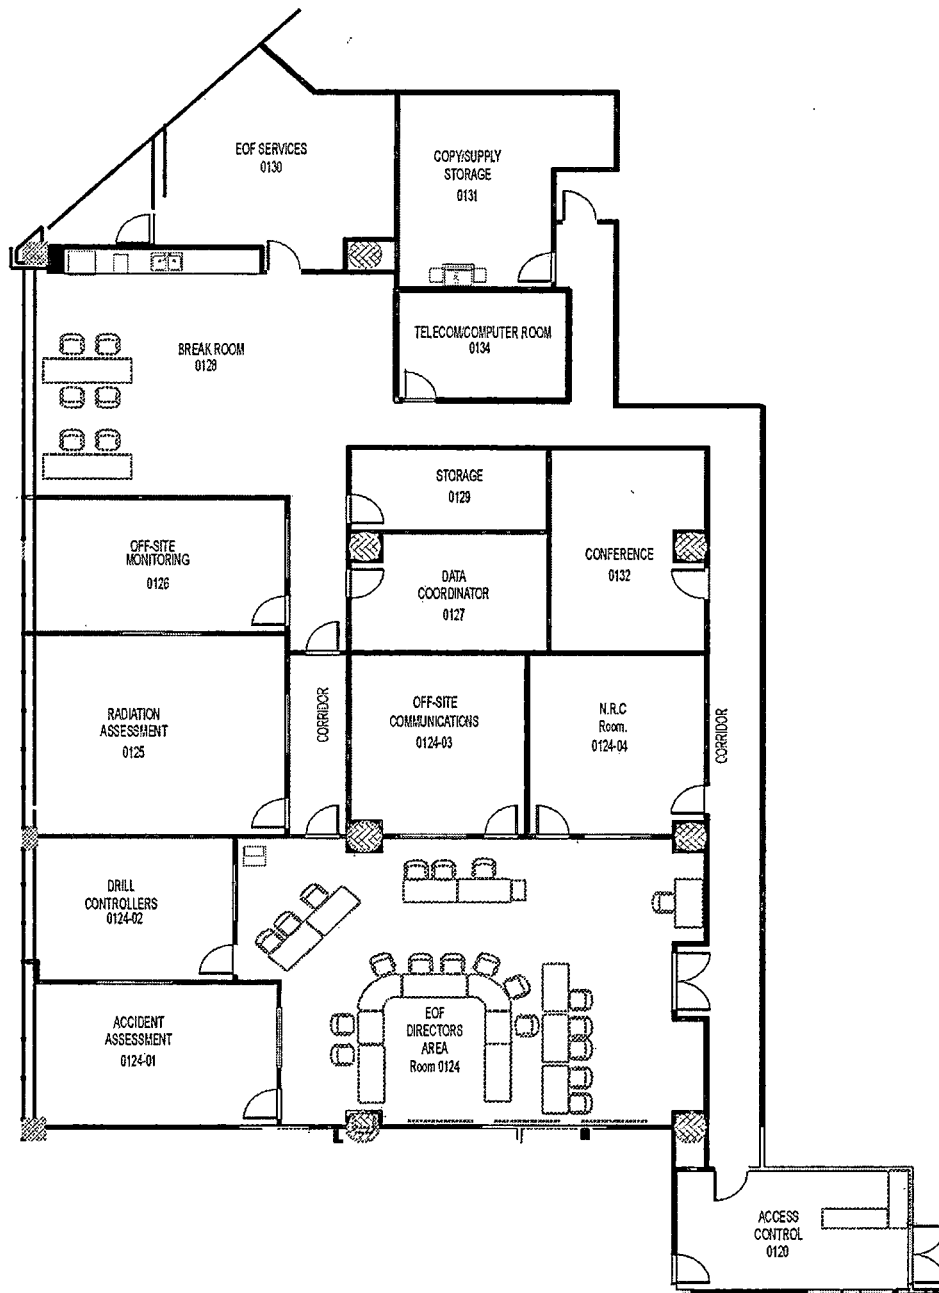 EOF SERVICES
0130
COPY/SUPPLY
STORAGE
0131
TELECOM/COMPUTER ROOM
0134
BREAK ROOM
0128
STORAGE
0129
OFF-SITE
MONITORING
0126
DATA
COORDINATOR
0127
CONFERENCE
0132
RADIATION
ASSESSMENT
0125
CORRIDOR
OFF-SITE
COMMUNICATIONS
0124-03
N.R.C
Room.
0124-04
CORRIDOR
DRILL
CONTROLLERS
0124-02
ACCIDENT
ASSESSMENT
0124-01
EOF
DIRECTORS
AREA
Room 0124
ACCESS
CONTROL
0120